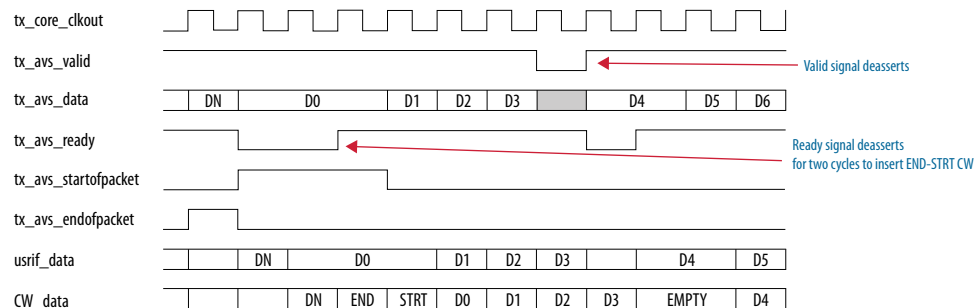 tx_core_clkout
tx_avs_valid
Valid signal deasserts
tx_avs_data DN D0 D1 D2 D3 D4 D5 D6
tx_avs_ready
Ready signal deasserts
for two cycles to insert END-STRT CW
tx_avs_startofpacket
tx_avs_endofpacket
usrif_data DN D0 D1 D2 D3 D4 D5
CW_data DN END STRT D0 D1 D2 D3 EMPTY D4